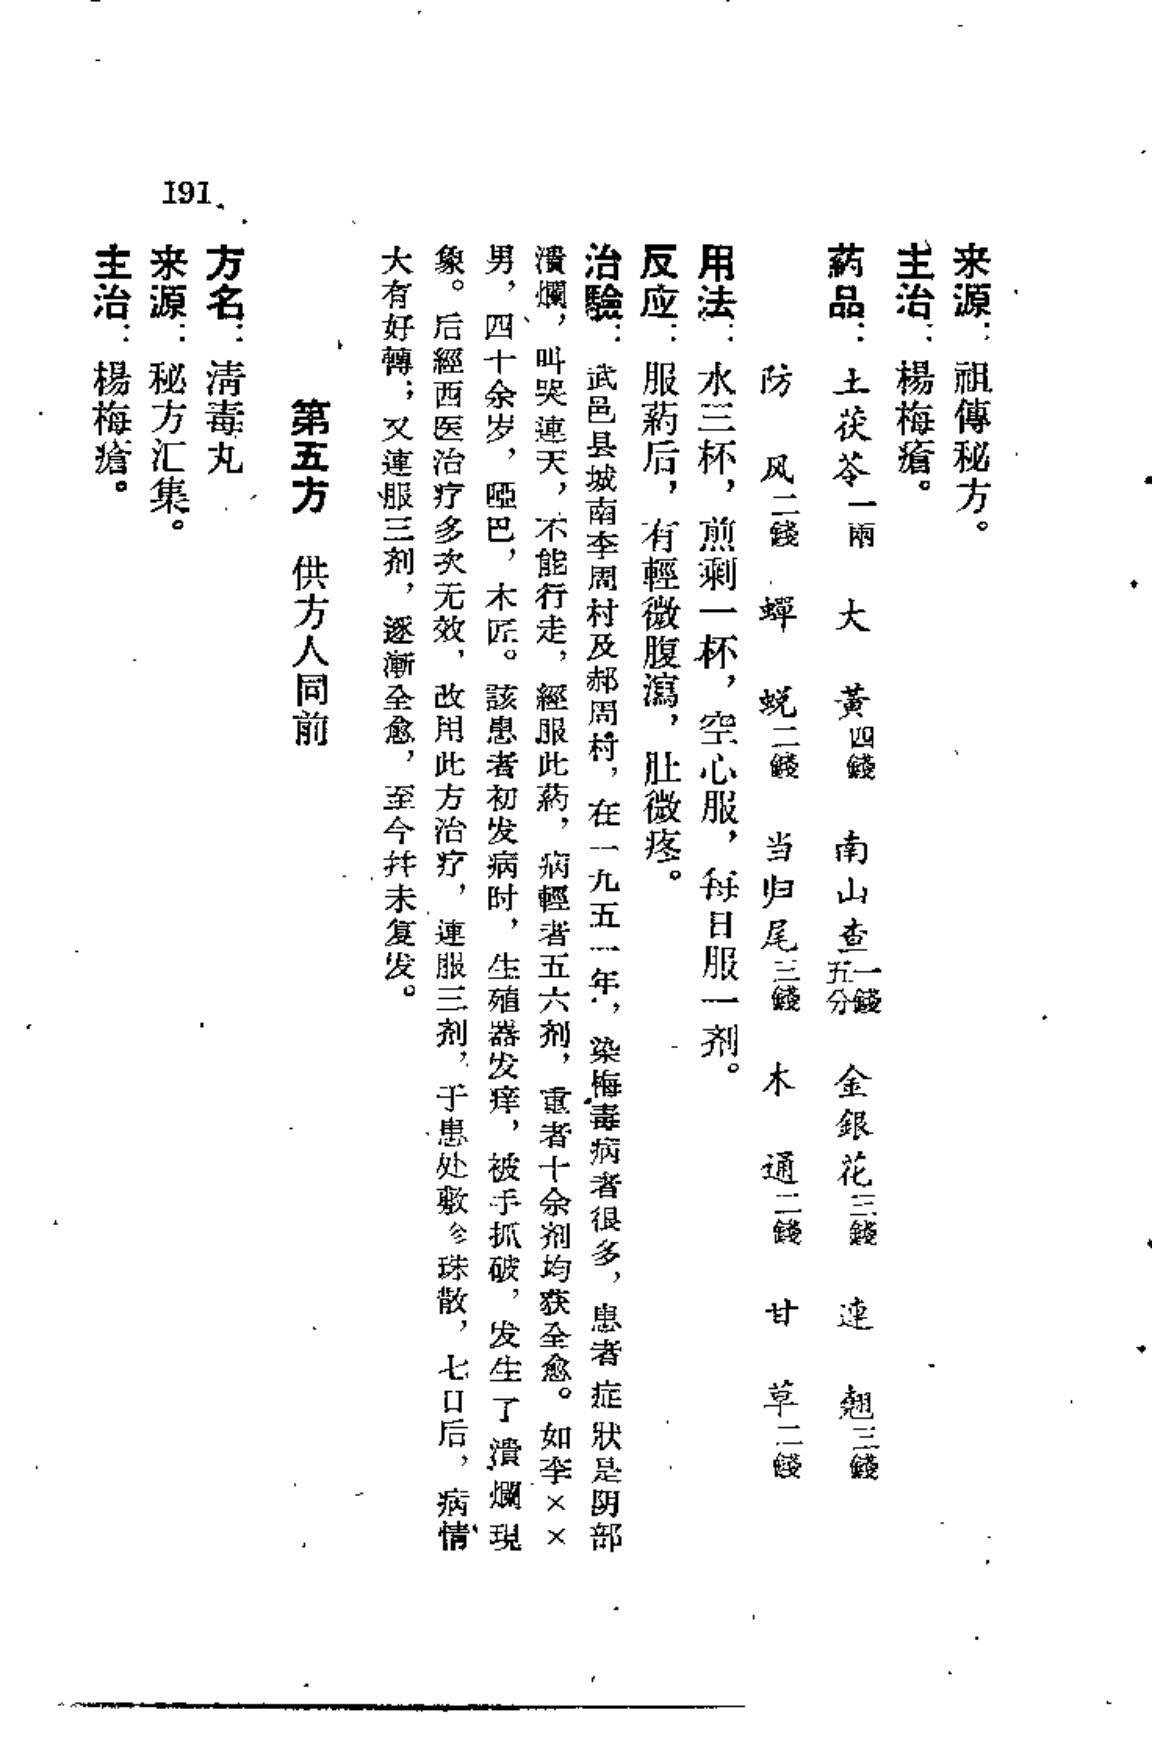 来源：祖傳秘方。
主治：楊梅瘡。
葯品：土茯苓一兩 大黃四錢 南山査一錢五分 金銀花三錢 連翹三錢
防风二錢 蟬蜕二錢 当归尾三錢 木通二錢 甘草二錢
用法：水三杯，煎剩一杯，空心服，每日服一剂。
反应：服葯后，有輕微腹瀉，肚微疼。
治驗：武邑县城南李周村及郝周村，在一九五一年，染梅毒病者很多，患者症狀是阴部
潰爛，叫哭連天，不能行走，經服此葯，病輕者五六剂，重者十余剂均获全愈。如李××
男，四十余岁，啞巴，木匠。該患者初发病时，生殖器发痒，被手抓破，发生了潰爛現
象。后經西医治疗多次无效，改用此方治疗，連服三剂，于患处敷参珠散，七日后，病情
大有好轉；又連服三剂，逐漸全愈，至今幷未复发。
第五方 供方人同前
方名：淸毒丸
来源：秘方汇集。
主治：楊梅瘡。
191